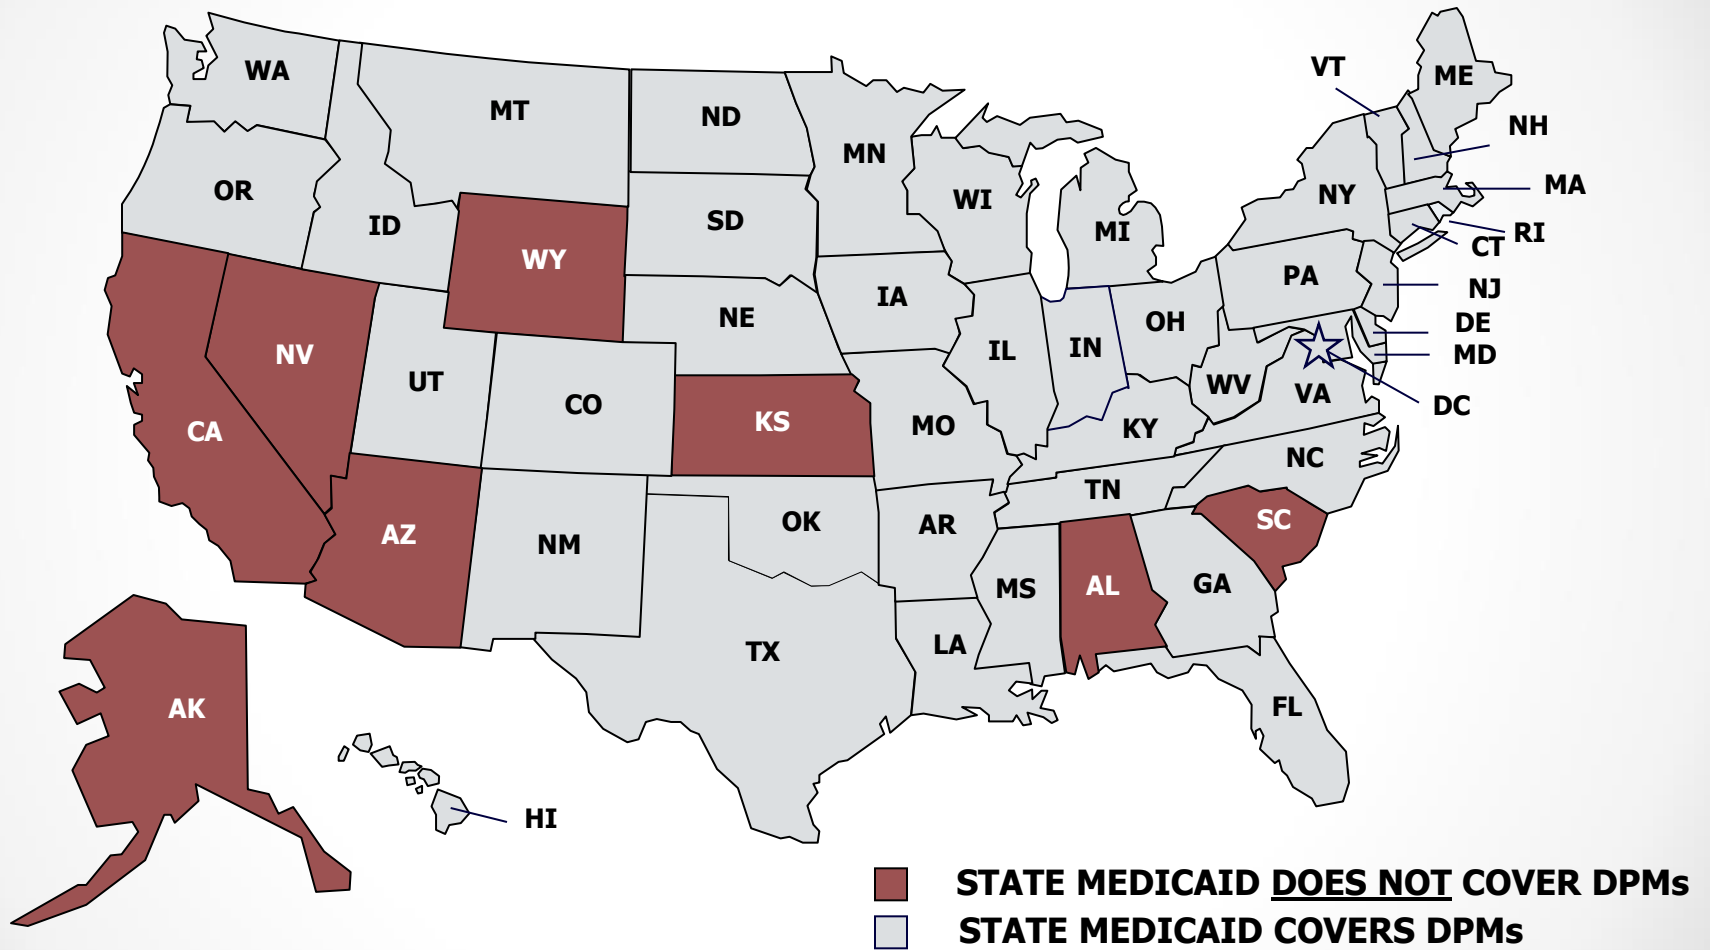 WA
MT
ND
MN
VT
ME
NH
OR
ID
WY
SD
WI
MI
NY
MA
RI
CT
NV
UT
NE
IA
IL
IN
OH
PA
NJ
DE
MD
DC
CA
CO
KS
MO
KY
WV
VA
AZ
NM
OK
AR
TN
NC
SC
TX
LA
MS
AL
GA
FL
AK
HI
STATE MEDICAID DOES NOT COVER DPMs
STATE MEDICAID COVERS DPMs